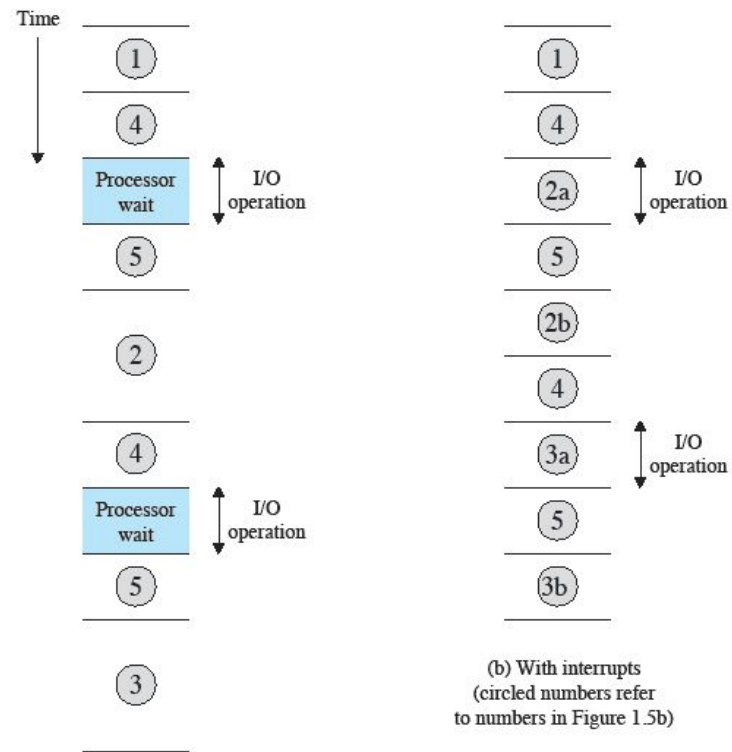 Time
1
4
Processor
wait
I/O
operation
5
2
4
Processor
wait
I/O
operation
5
3
1
4
2a
I/O
operation
5
2b
4
3a
I/O
operation
5
3b
(b) With interrupts
(circled numbers refer
to numbers in Figure 1.5b)